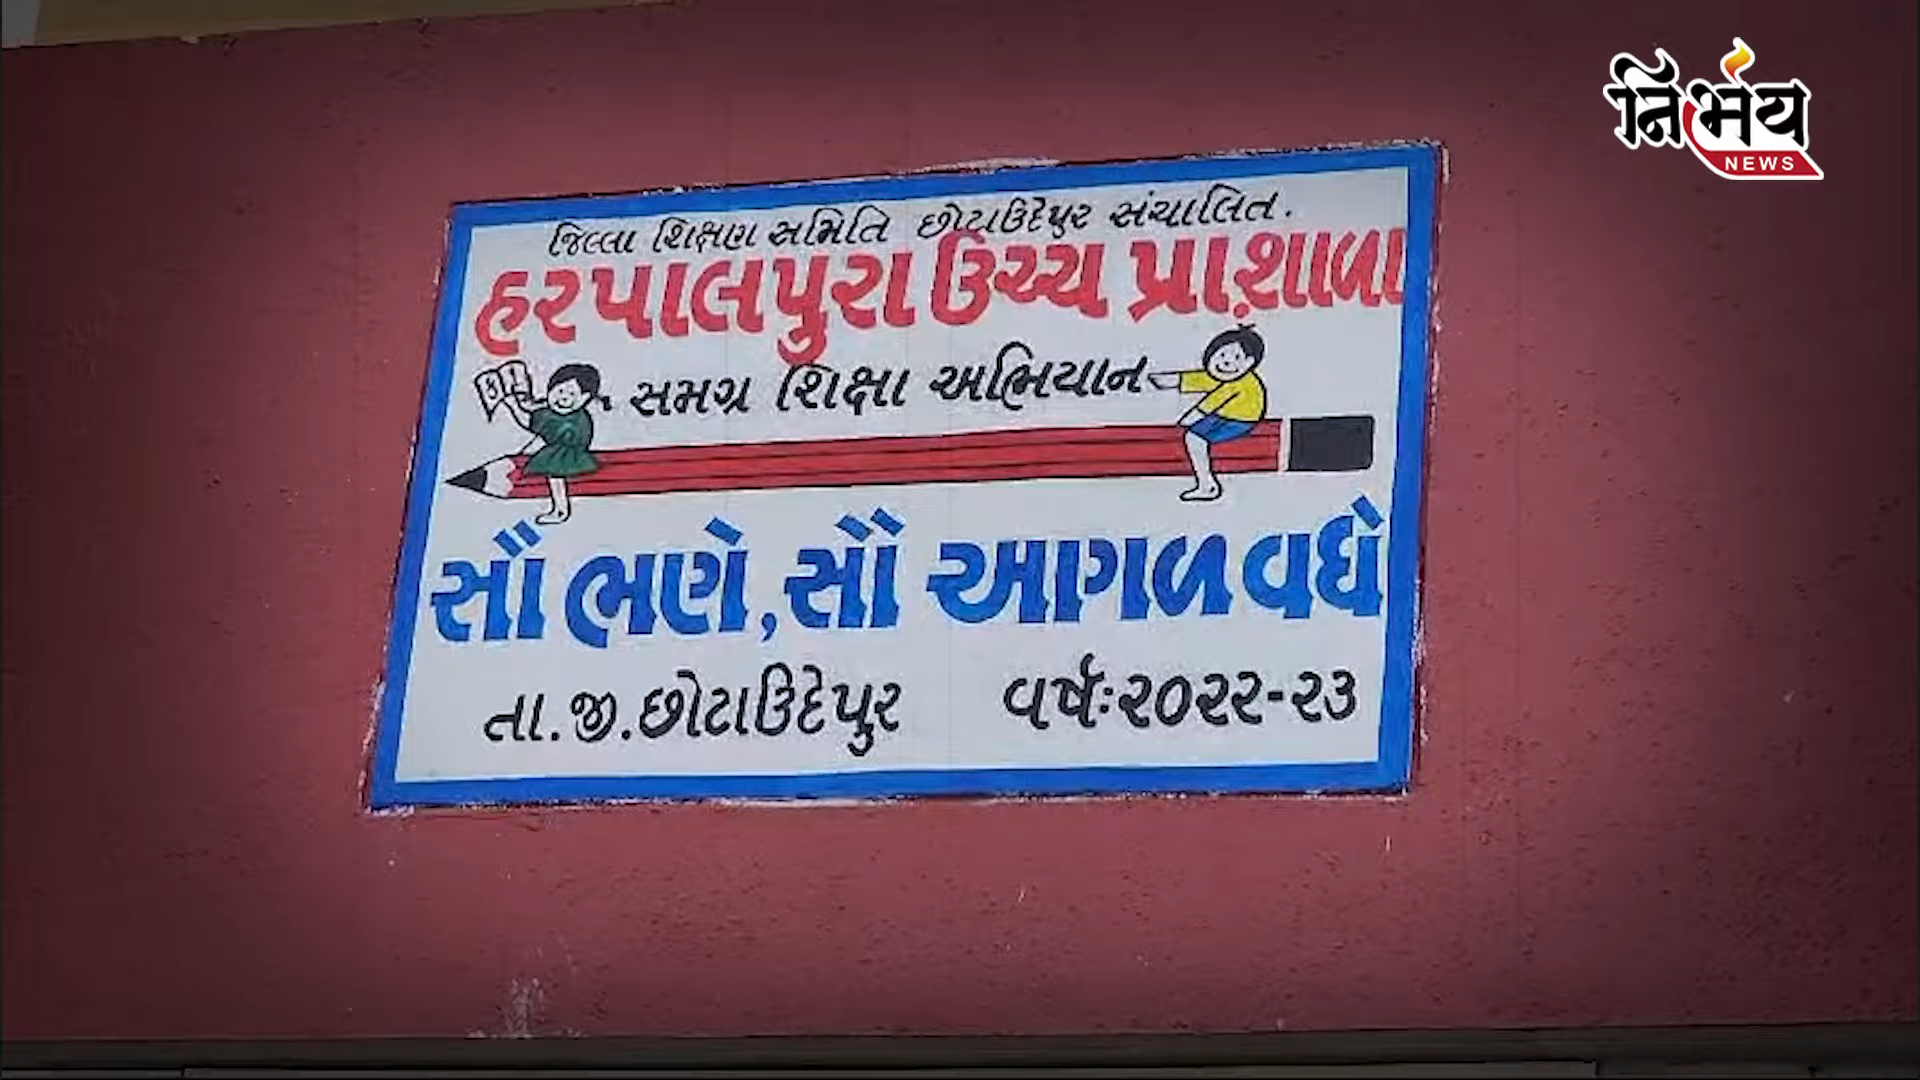 નિર્ભય
NEWS
જિલ્લા શિક્ષણ સમિતિ છોટાઉદેપુર સંચાલિત.
હરપાલપુરા ઉચ્ચ પ્રા.શાળા
સમગ્ર શિક્ષા અભિયાન
સૌ ભણે, સૌ આગળ વધે
તા.જી.છોટાઉદેપુર વર્ષ:૨૦૨૨-૨૩